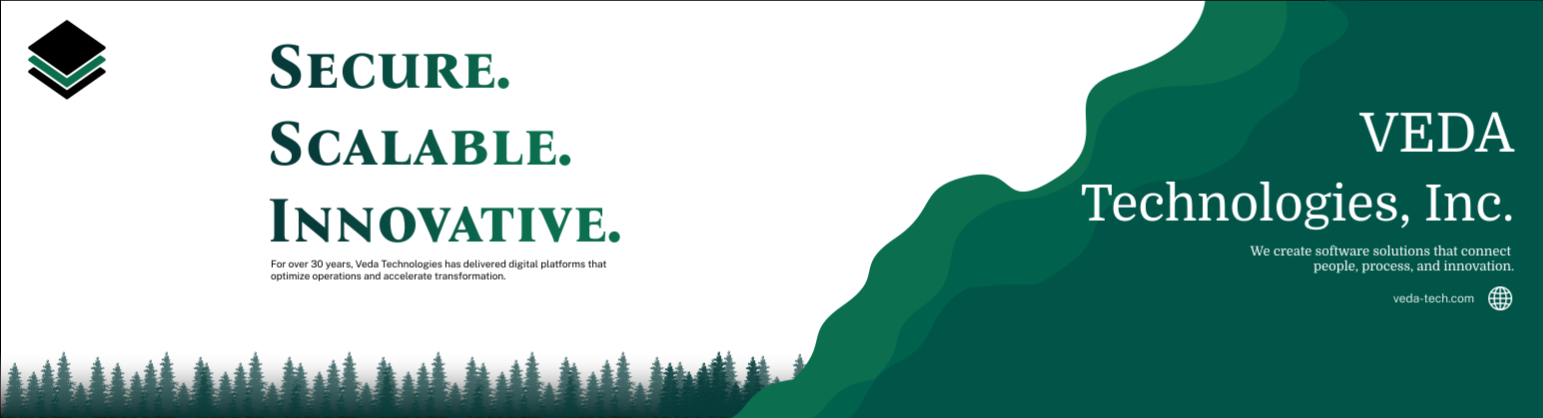 SECURE.
SCALABLE.
INNOVATIVE.
For over 30 years, Veda Technologies has delivered digital platforms that
optimize operations and accelerate transformation.
VEDA
Technologies, Inc.
We create software solutions that connect
people, process, and innovation.
veda-tech.com